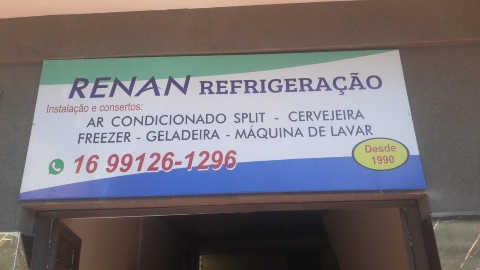 RENAN REFRIGERAÇÃO
Instalação e consertos:
AR CONDICIONADO SPLIT - CERVEJEIRA
FREEZER - GELADEIRA - MÁQUINA DE LAVAR
16 99126-1296
Desde
1990